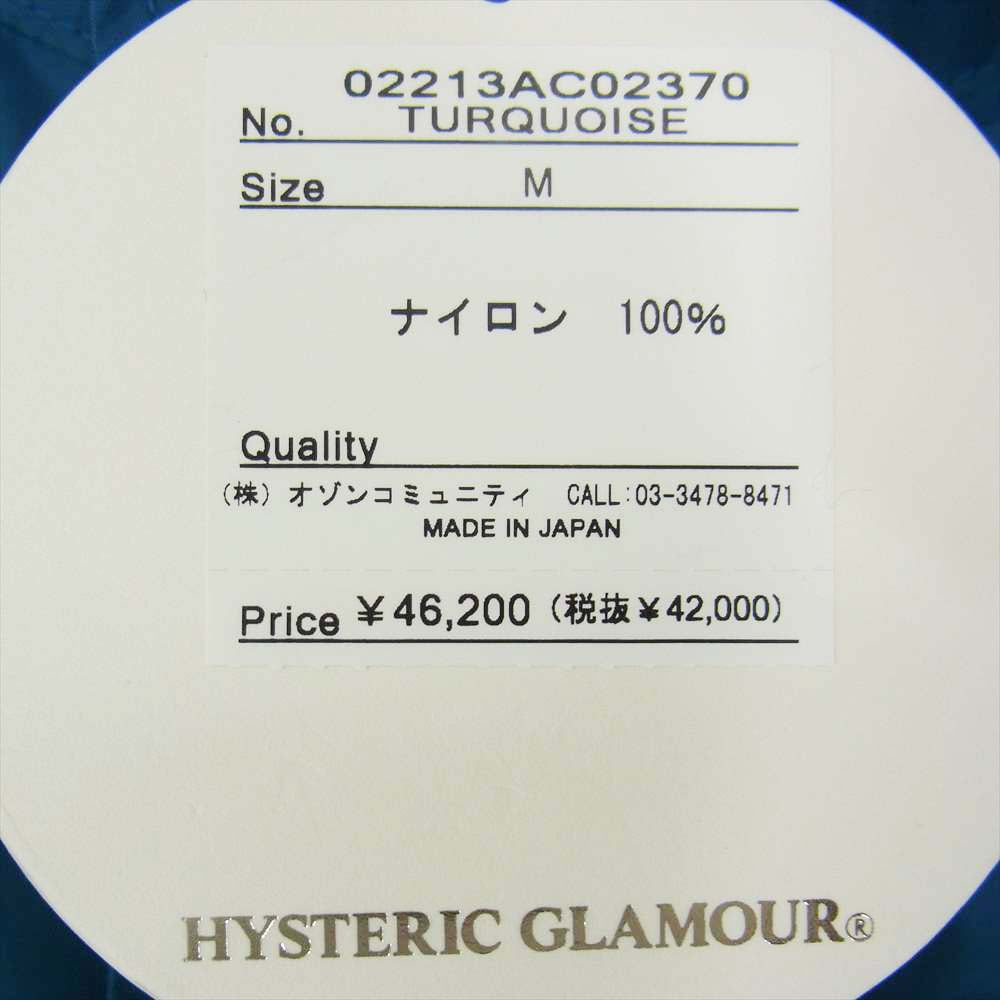 02213AC02370
No. TURQUOISE
Size M
ナイロン 100%
Quality
(株) オゾンコミュニティ CALL:03-3478-8471
MADE IN JAPAN
Price ¥46,200 (税抜¥42,000)
HYSTERIC GLAMOUR®